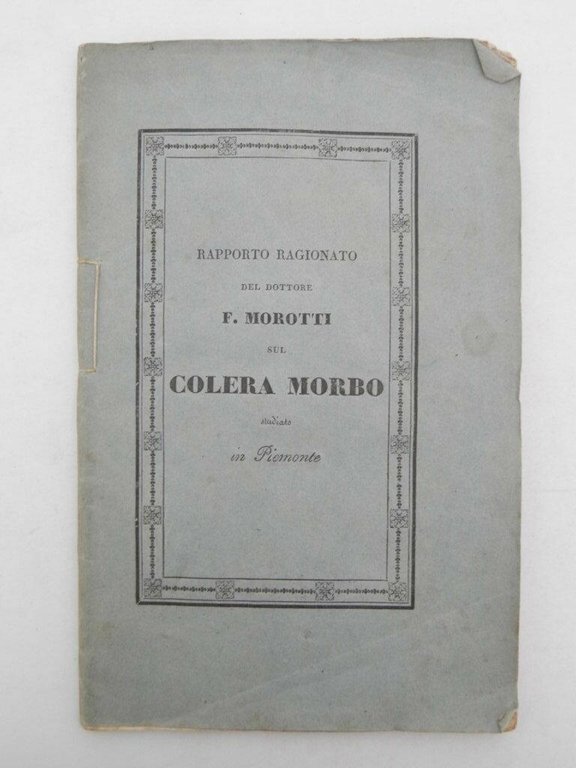 RAPPORTO RAGIONATO
DEL DOTTORE
F. MOROTTI
SUL
COLERA MORBO
studiato
in Piemonte